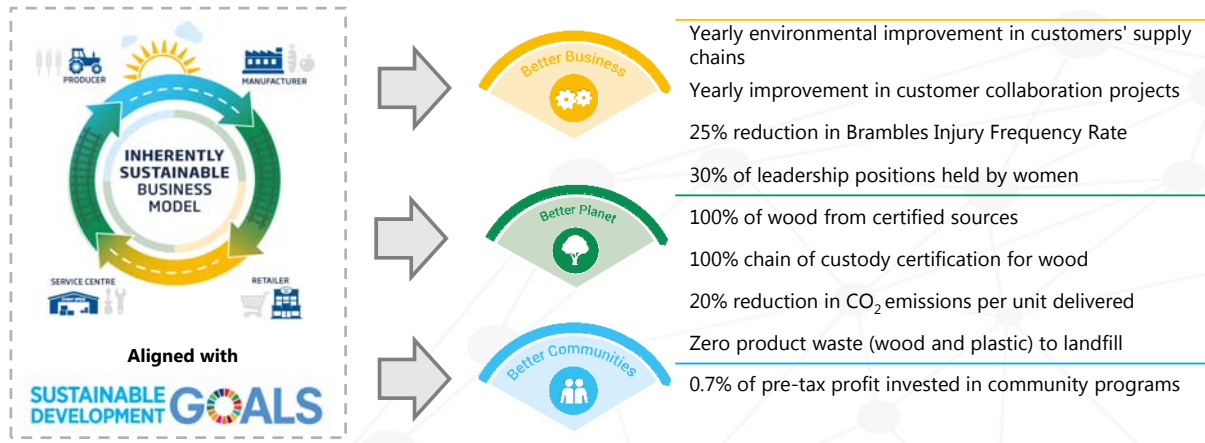 PRODUCER
MANUFACTURER
INHERENTLY
SUSTAINABLE
BUSINESS
MODEL
SERVICE CENTRE
RETAILER
Aligned with
SUSTAINABLE
DEVELOPMENT
GOALS
Better Business
Yearly environmental improvement in customers' supply
chains
Yearly improvement in customer collaboration projects
25% reduction in Brambles Injury Frequency Rate
30% of leadership positions held by women
Better Planet
100% of wood from certified sources
100% chain of custody certification for wood
20% reduction in CO₂ emissions per unit delivered
Zero product waste (wood and plastic) to landfill
Better Communities
0.7% of pre-tax profit invested in community programs